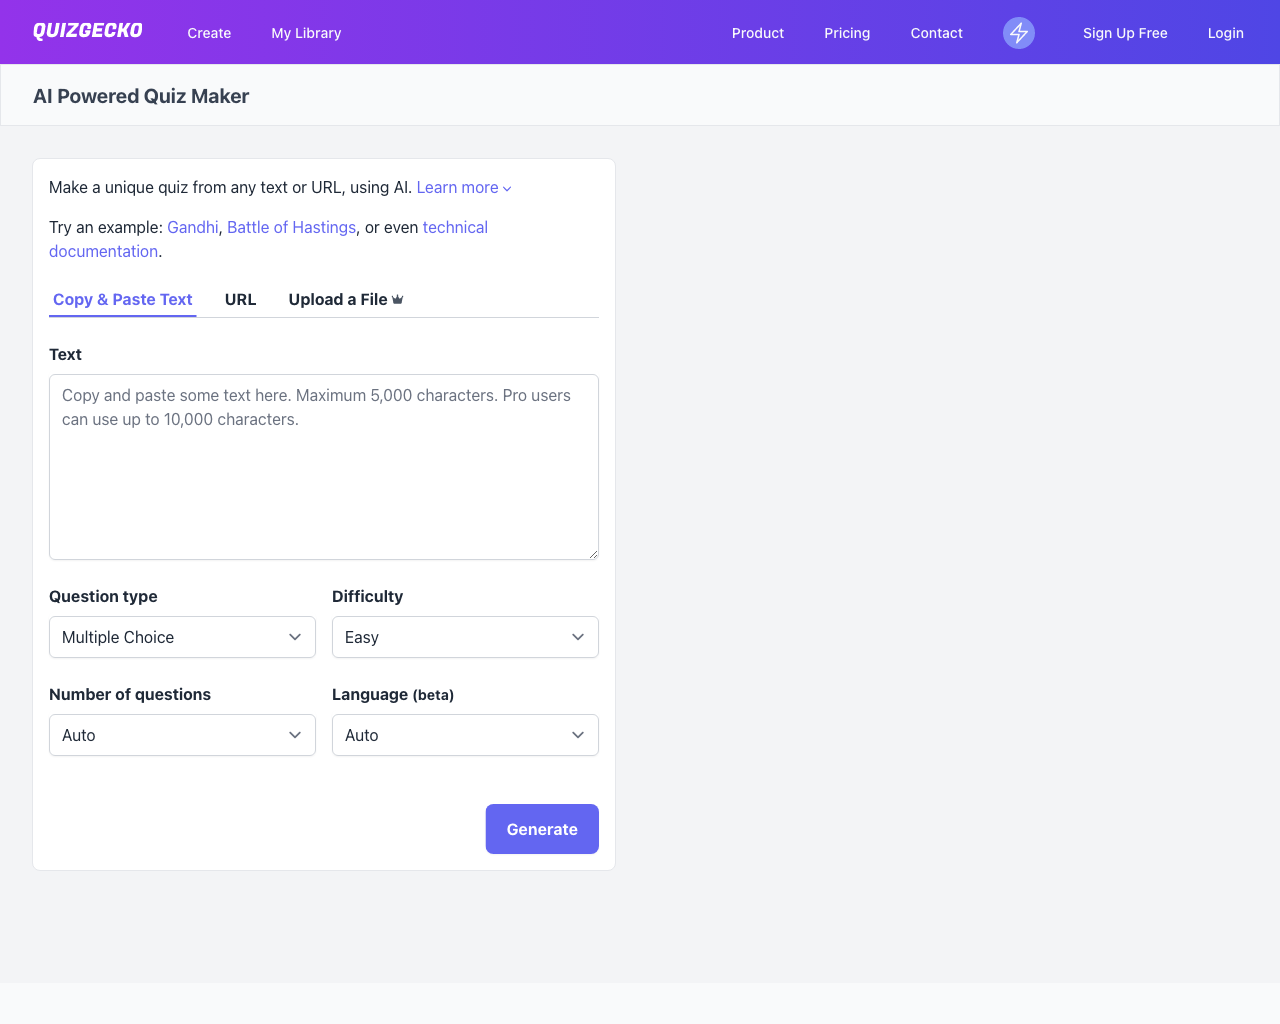 QUIZGECKO Create My Library Product Pricing Contact Sign Up Free Login
AI Powered Quiz Maker
Make a unique quiz from any text or URL, using AI. Learn more
Try an example: Gandhi, Battle of Hastings, or even technical
documentation.
Copy & Paste Text URL Upload a File
Text
Copy and paste some text here. Maximum 5,000 characters. Pro users
can use up to 10,000 characters.
Question type Difficulty
Multiple Choice Easy
Number of questions Language (beta)
Auto Auto
Generate